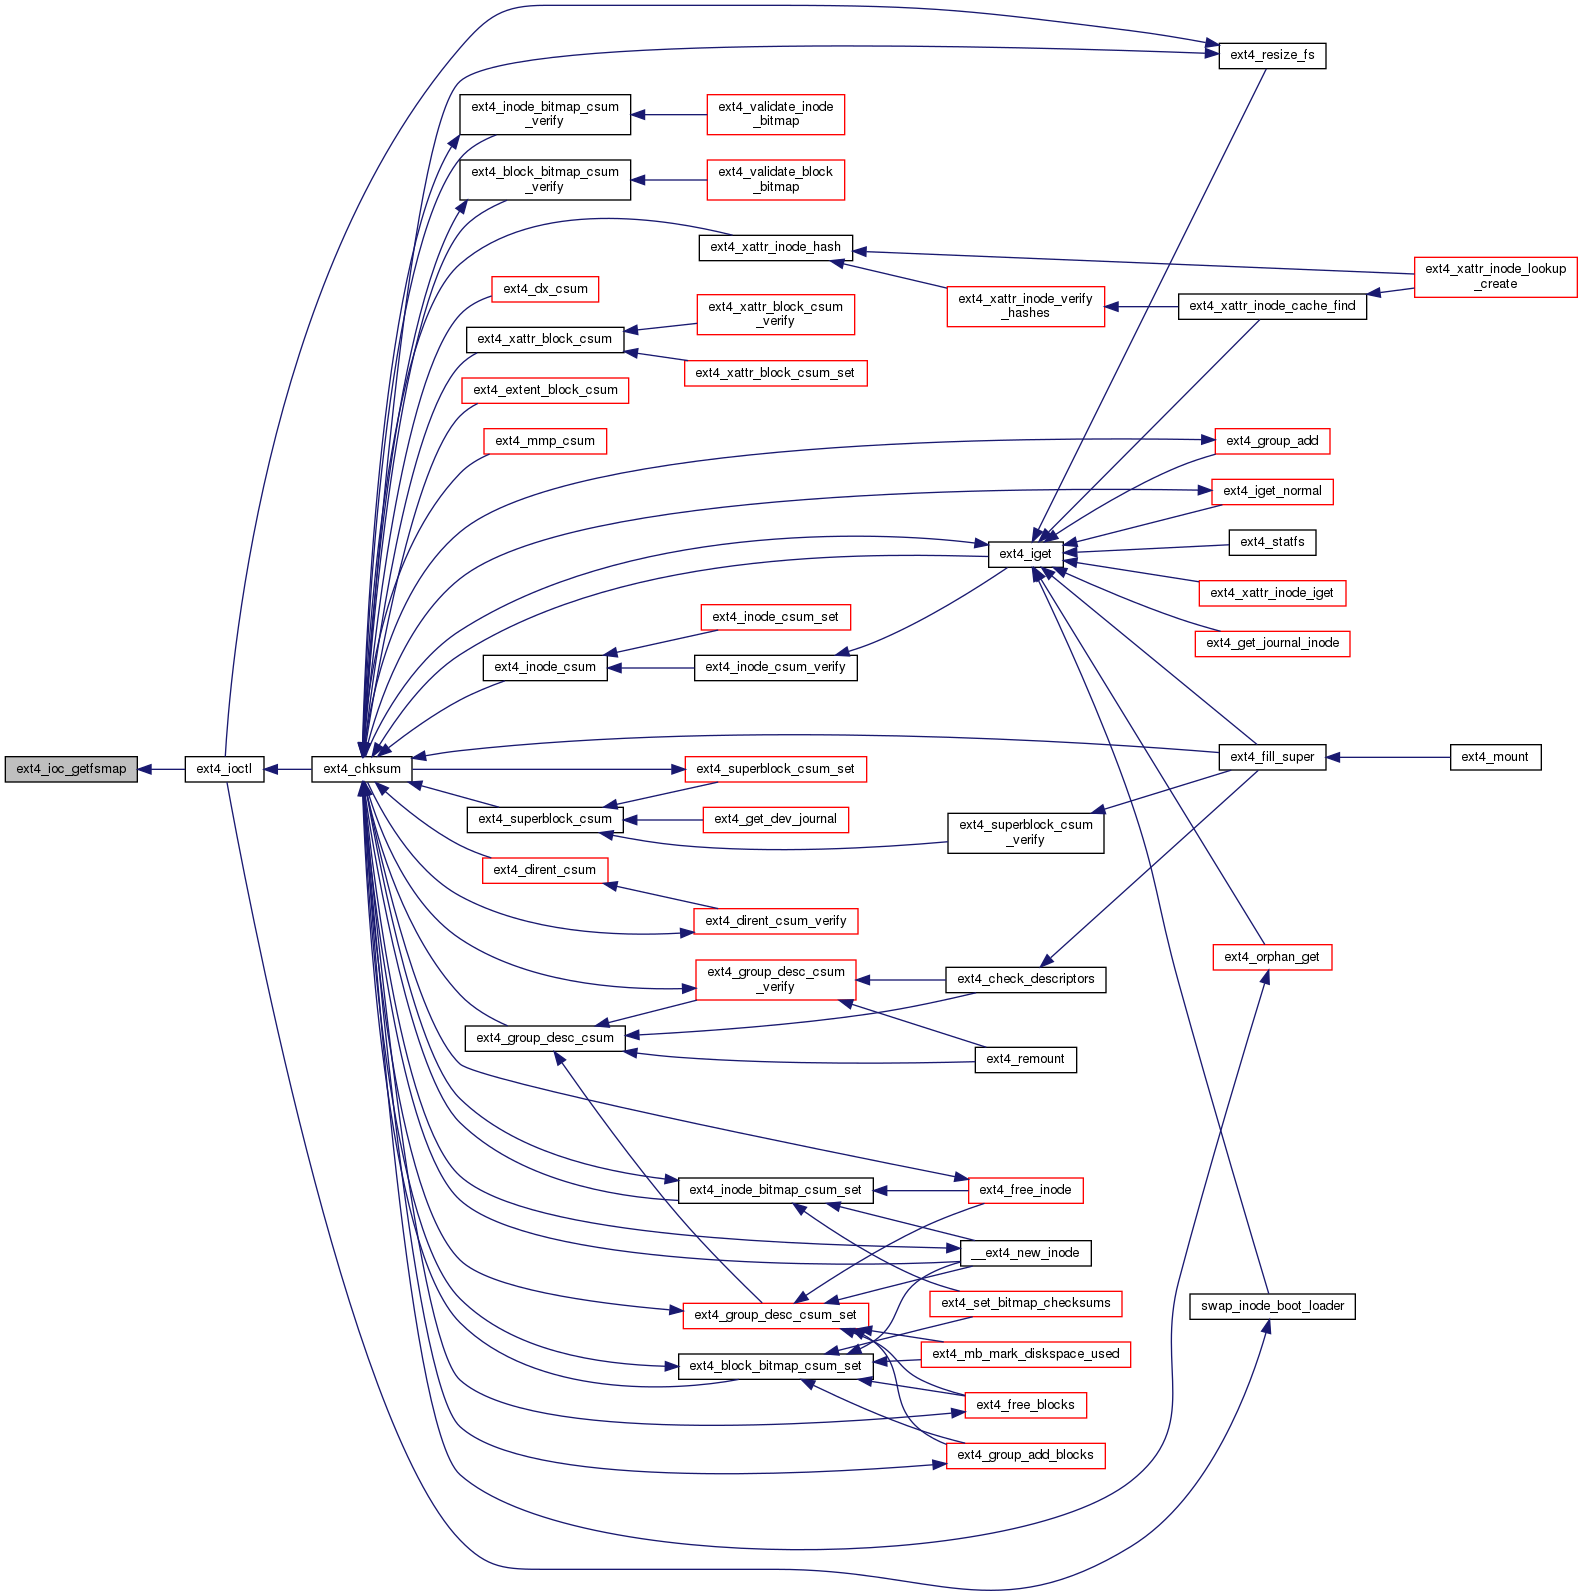 ext4_resize_fs
ext4_inode_bitmap_csum
_verify
ext4_validate_inode
_bitmap
ext4_block_bitmap_csum
_verify
ext4_validate_block
_bitmap
ext4_xattr_inode_hash
ext4_xattr_inode_lookup
_create
ext4_dx_csum
ext4_xattr_inode_verify
_hashes
ext4_xattr_inode_cache_find
ext4_xattr_block_csum
_verify
ext4_xattr_block_csum
ext4_xattr_block_csum_set
ext4_extent_block_csum
ext4_mmp_csum
ext4_group_add
ext4_iget_normal
ext4_statfs
ext4_iget
ext4_xattr_inode_iget
ext4_inode_csum_set
ext4_get_journal_inode
ext4_inode_csum
ext4_inode_csum_verify
ext4_fill_super
ext4_mount
ext4_ioc_getfsmap
ext4_ioctl
ext4_chksum
ext4_superblock_csum_set
ext4_superblock_csum
ext4_get_dev_journal
ext4_superblock_csum
_verify
ext4_dirent_csum
ext4_dirent_csum_verify
ext4_orphan_get
ext4_group_desc_csum
_verify
ext4_check_descriptors
ext4_group_desc_csum
ext4_remount
ext4_inode_bitmap_csum_set
ext4_free_inode
__ext4_new_inode
ext4_set_bitmap_checksums
swap_inode_boot_loader
ext4_group_desc_csum_set
ext4_mb_mark_diskspace_used
ext4_block_bitmap_csum_set
ext4_free_blocks
ext4_group_add_blocks